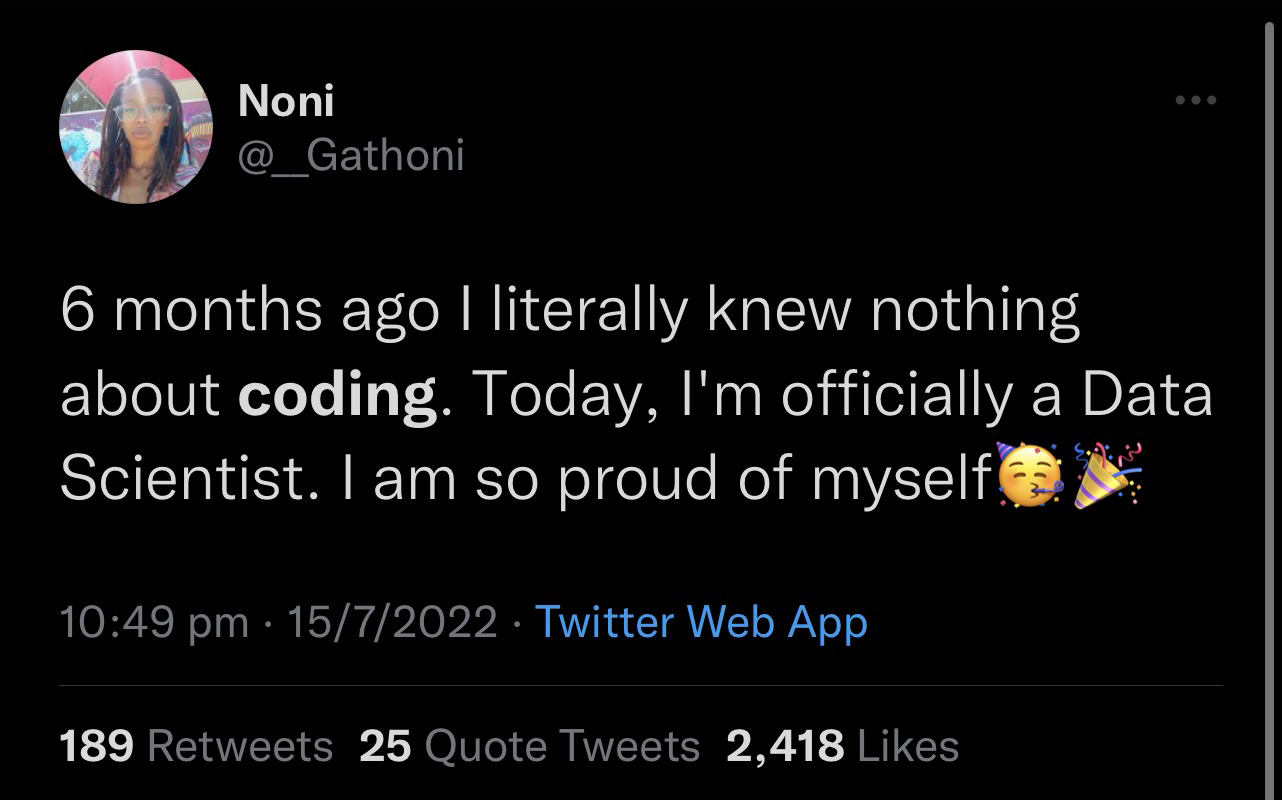 Noni
@__Gathoni
6 months ago I literally knew nothing
about coding. Today, I'm officially a Data
Scientist. I am so proud of myself🥳🎉
10:49 pm · 15/7/2022 · Twitter Web App
189 Retweets 25 Quote Tweets 2,418 Likes